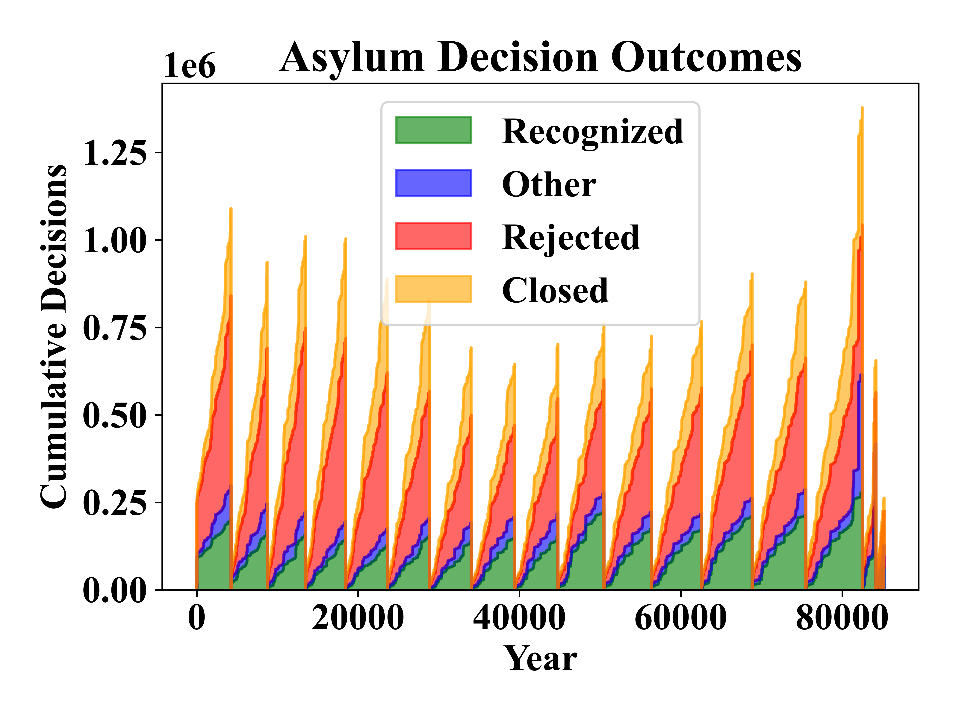 Asylum Decision Outcomes
1e6
Recognized
Other
Rejected
Closed
Cumulative Decisions
1.25
1.00
0.75
0.50
0.25
0.00
0
20000
40000
60000
80000
Year